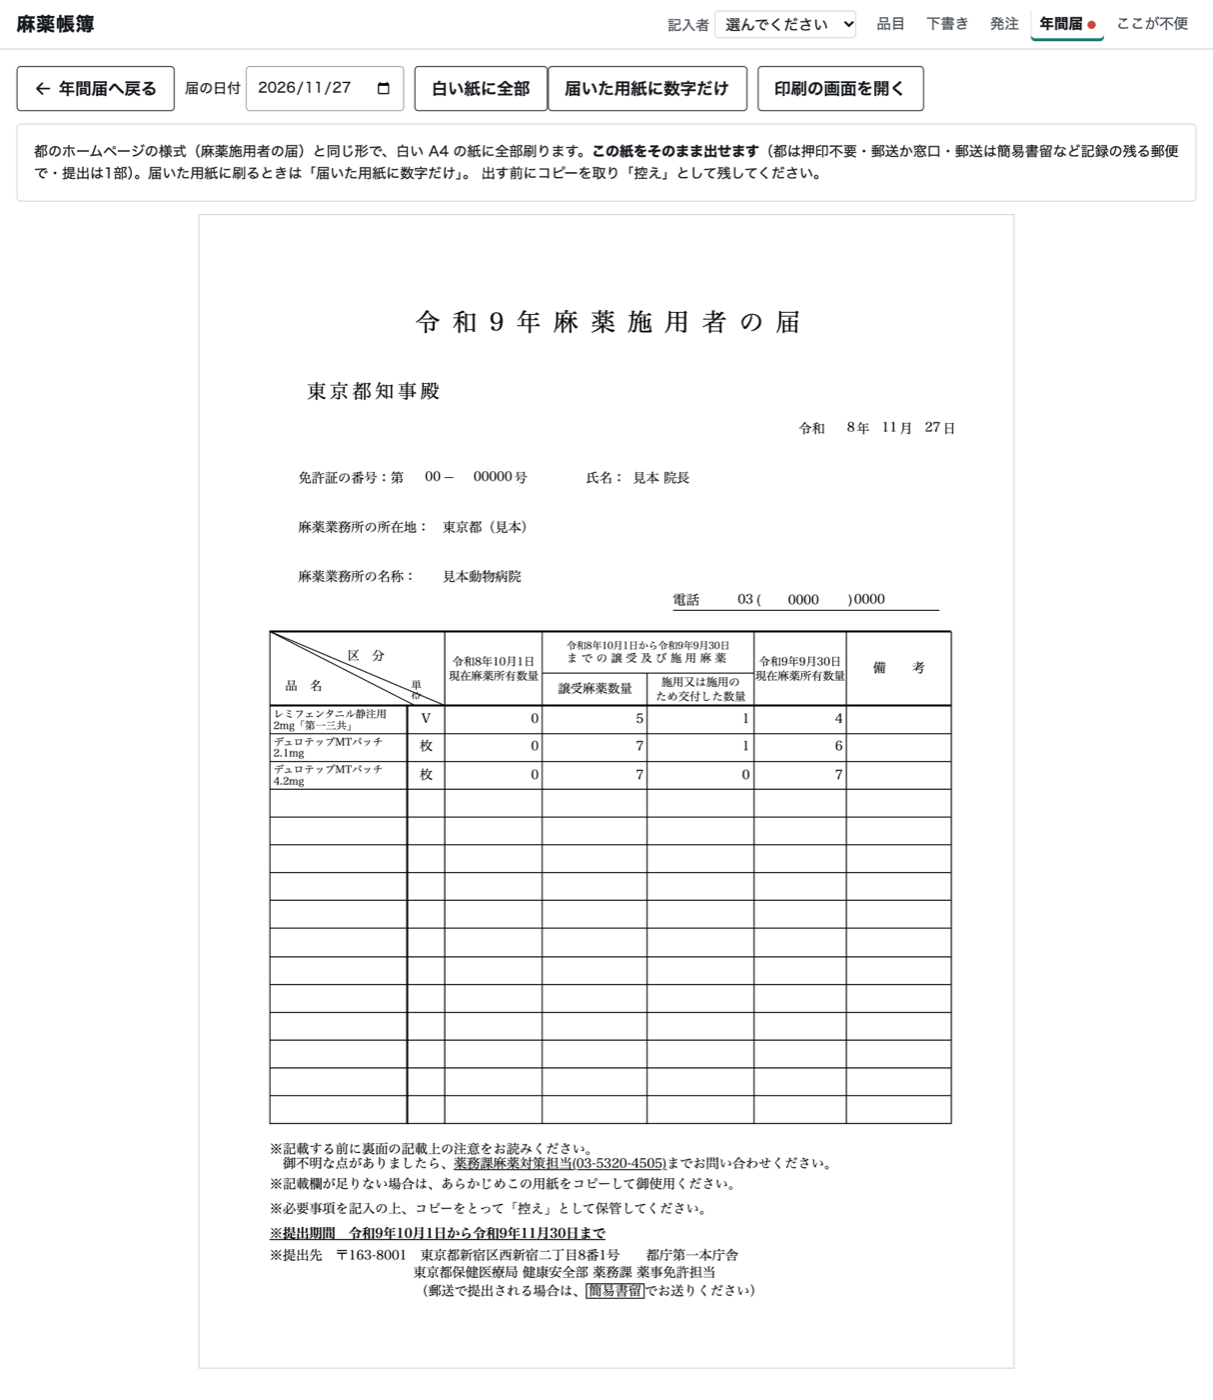 麻薬帳簿
記入者 選んでください 品目 下書き 発注 年間届 ここが不便
← 年間届へ戻る 届の日付 2026/11/27 白い紙に全部 届いた用紙に数字だけ 印刷の画面を開く
都のホームページの様式（麻薬施用者の届）と同じ形で、白い A4 の紙に全部刷ります。この紙をそのまま出せます（都は押印不要・郵送か窓口・郵送は簡易書留など記録の残る郵便
で・提出は1部）。届いた用紙に刷るときは「届いた用紙に数字だけ」。 出す前にコピーを取り「控え」として残してください。
令和9年麻薬施用者の届
東京都知事殿
令和 8年 11月 27日
免許証の番号：第 00－ 00000号 氏名： 見本 院長
麻薬業務所の所在地： 東京都（見本）
麻薬業務所の名称： 見本動物病院
電話 03 ( 0000 )0000
区 分
品 名
単位
令和8年10月1日
現在麻薬所有数量
令和8年10月1日から令和9年9月30日
までの譲受及び施用麻薬
譲受麻薬数量
施用又は施用の
ため交付した数量
令和9年9月30日
現在麻薬所有数量
備 考
レミフェンタニル静注用
2mg「第一三共」 V 0 5 1 4
デュロテップMTパッチ
2.1mg 枚 0 7 1 6
デュロテップMTパッチ
4.2mg 枚 0 7 0 7
※記載する前に裏面の記載上の注意をお読みください。
御不明な点がありましたら、薬務課麻薬対策担当(03-5320-4505)までお問い合わせください。
※記載欄が足りない場合は、あらかじめこの用紙をコピーして御使用ください。
※必要事項を記入の上、コピーをとって「控え」として保管してください。
※提出期間 令和9年10月1日から令和9年11月30日まで
※提出先 〒163-8001 東京都新宿区西新宿二丁目8番1号 都庁第一本庁舎
東京都保健医療局 健康安全部 薬務課 薬事免許担当
（郵送で提出される場合は、簡易書留でお送りください）